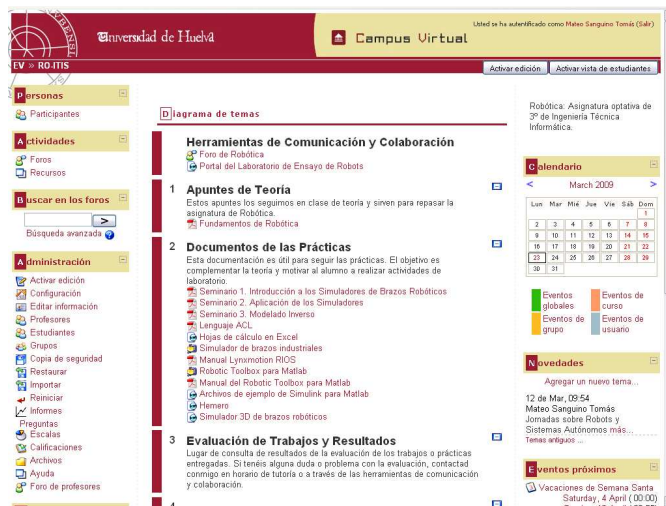 Usted se ha autentificado como Mateo Sanguino Tomás (Salir)
Universidad de Huelva
Campus Virtual
EV » RO-ITIS
Activar edición
Activar vista de estudiantes
Personas
Participantes
Actividades
Foros
Recursos
Buscar en los foros
>
Búsqueda avanzada ?
Administración
Activar edición
Configuración
Editar información
Profesores
Estudiantes
Grupos
Copia de seguridad
Restaurar
Importar
Reiniciar
Informes
Preguntas
Escalas
Calificaciones
Archivos
Ayuda
Foro de profesores
Diagrama de temas
Herramientas de Comunicación y Colaboración
Foro de Robótica
Portal del Laboratorio de Ensayo de Robots
1 Apuntes de Teoría
Estos apuntes los seguimos en clase de teoría y sirven para repasar la
asignatura de Robótica.
Fundamentos de Robótica
2 Documentos de las Prácticas
Esta documentación es útil para seguir las prácticas. El objetivo es
complementar la teoría y motivar al alumno a realizar actividades de
laboratorio.
Seminario 1. Introducción a los Simuladores de Brazos Robóticos
Seminario 2. Aplicación de los Simuladores
Seminario 3. Modelado Inverso
Lenguaje ACL
Hojas de cálculo en Excel
Simulador de brazos industriales
Manual Lynxmotion RIOS
Robotic Toolbox para Matlab
Manual del Robotic Toolbox para Matlab
Archivos de ejemplo de Simulink para Matlab
Hemero
Simulador 3D de brazos robóticos
3 Evaluación de Trabajos y Resultados
Lugar de consulta de resultados de la evaluación de los trabajos o prácticas
entregadas. Si tenéis alguna duda o problema con la evaluación, contactad
conmigo en horario de tutoría o a través de las herramientas de comunicación
y colaboración.
4
Robótica: Asignatura optativa de
3º de Ingeniería Técnica
Informática.
Calendario
< March 2009 >
Lun Mar Mié Jue Vie Sáb Dom
1
2 3 4 5 6 7 8
9 10 11 12 13 14 15
16 17 18 19 20 21 22
23 24 25 26 27 28 29
30 31
Eventos globales
Eventos de curso
Eventos de grupo
Eventos de usuario
Novedades
Agregar un nuevo tema...
12 de Mar, 09:54
Mateo Sanguino Tomás
Jornadas sobre Robots y
Sistemas Autónomos más...
Temas antiguos ...
Eventos próximos
Vacaciones de Semana Santa
Saturday, 4 April (00:00)